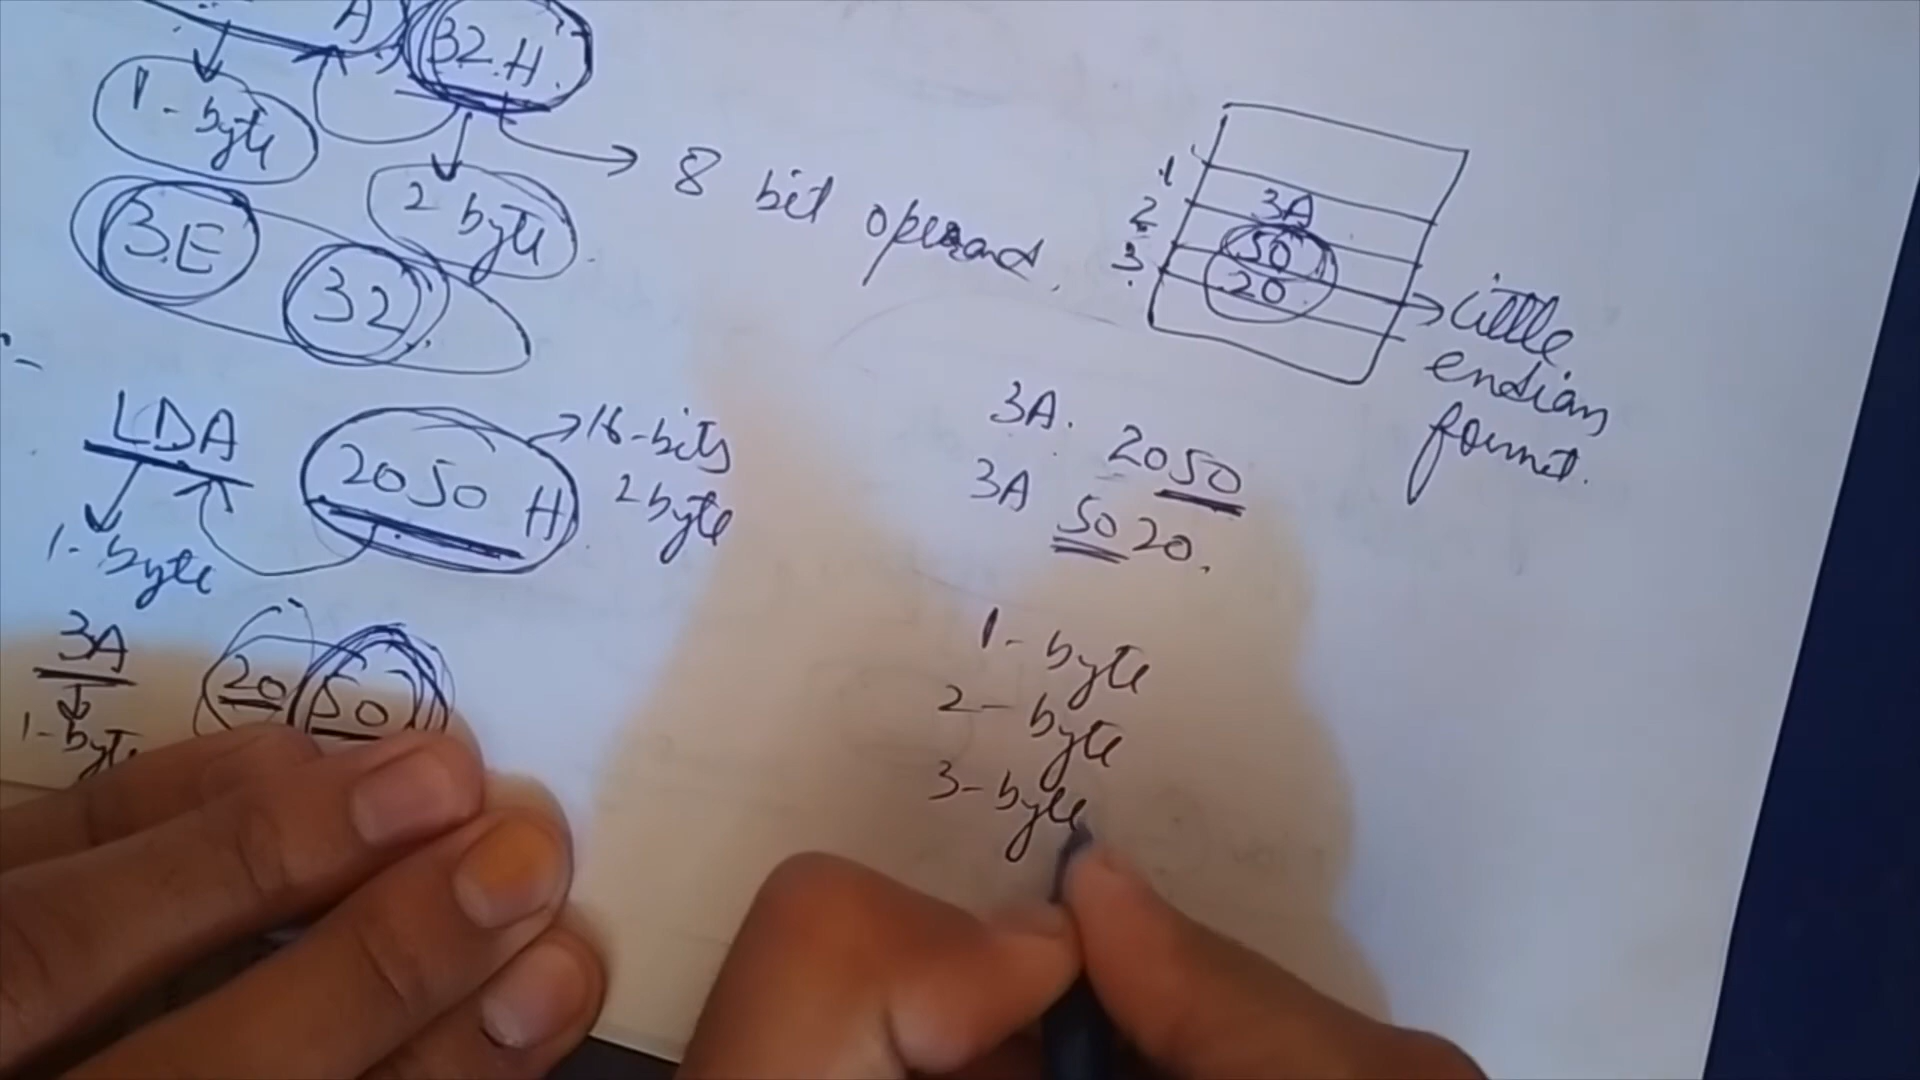 A, 32.H
1-byte
2 byte
8 bit operand.
3E
32
LDA 2050 H
16-bits
2 byte
1-byte
3A 20 50
1-byte
1
2 3A
3 50
20
Little
endian
format.
3A. 2050
3A 5020.
1-byte
2-byte
3-byte